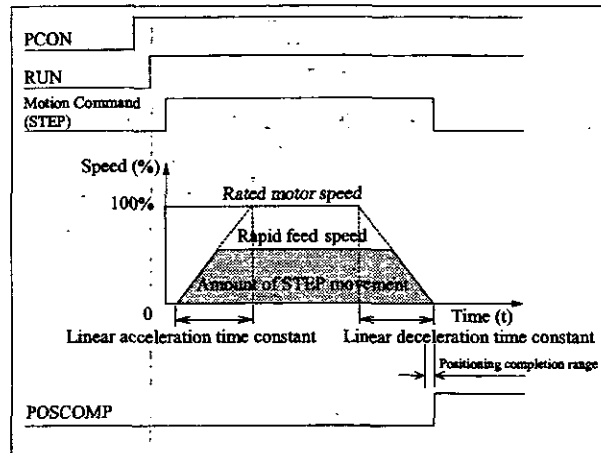 PCON
RUN
Motion Command
(STEP)
Speed (%)
100%
Rated motor speed
Rapid feed speed
Amount of STEP movement
0
Time (t)
Linear acceleration time constant
Linear deceleration time constant
Positioning completion range
POSCOMP